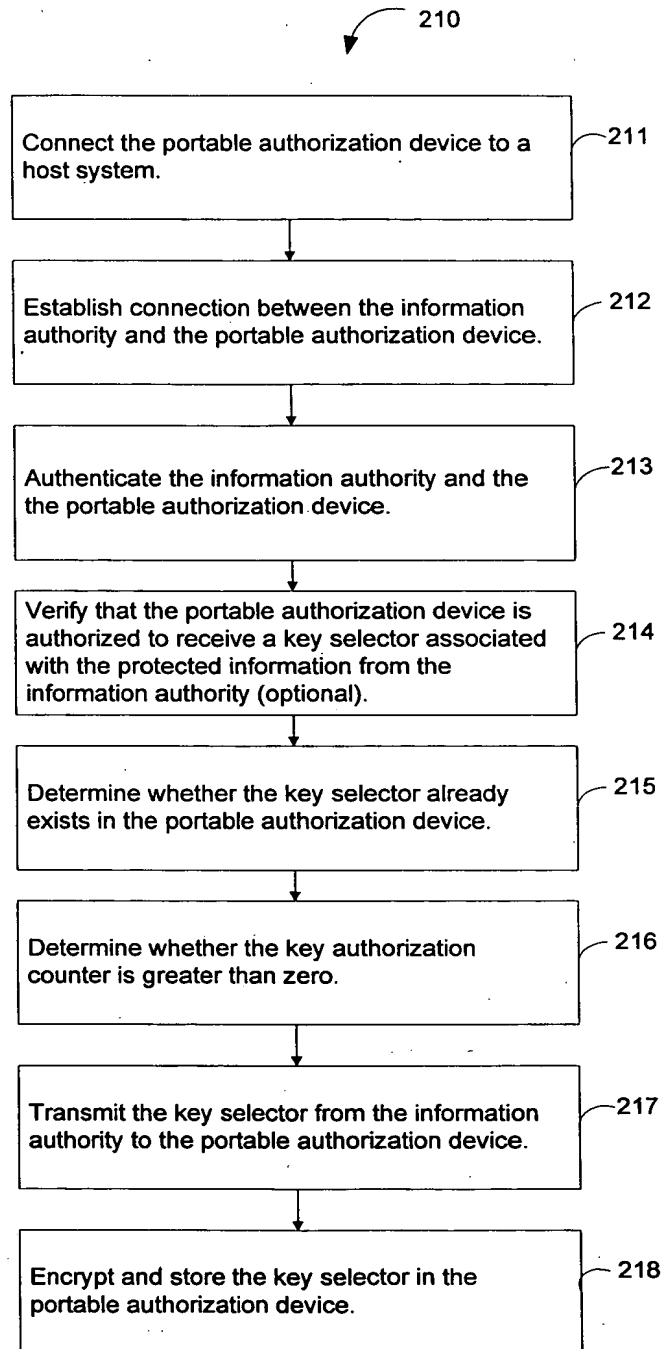 210
Connect the portable authorization device to a
host system.
211
Establish connection between the information
authority and the portable authorization device.
212
Authenticate the information authority and the
the portable authorization device.
213
Verify that the portable authorization device is
authorized to receive a key selector associated
with the protected information from the
information authority (optional).
214
Determine whether the key selector already
exists in the portable authorization device.
215
Determine whether the key authorization
counter is greater than zero.
216
Transmit the key selector from the information
authority to the portable authorization device.
217
Encrypt and store the key selector in the
portable authorization device.
218